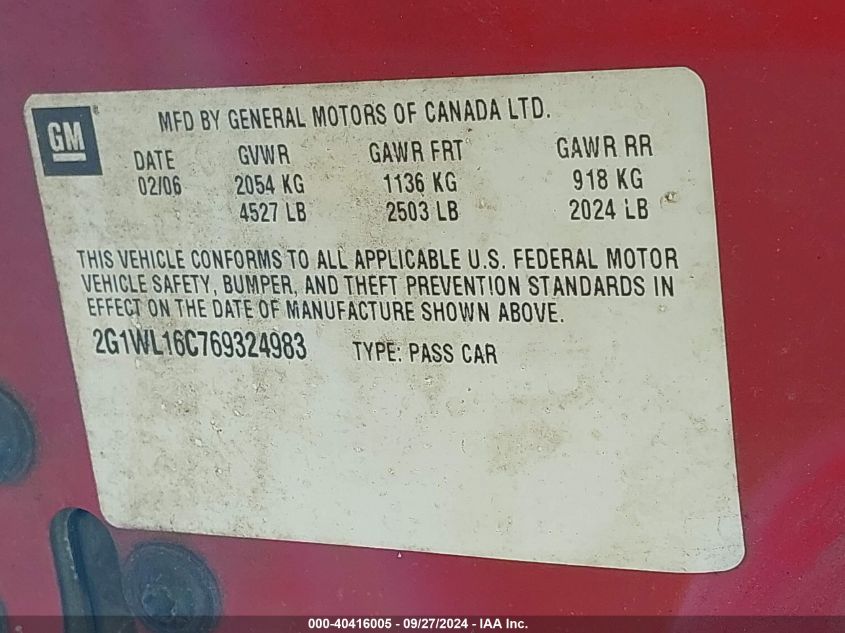 GM®
MFD BY GENERAL MOTORS OF CANADA LTD.
DATE GVWR GAWR FRT GAWR RR
02/06 2054 KG 1136 KG 918 KG
4527 LB 2503 LB 2024 LB
THIS VEHICLE CONFORMS TO ALL APPLICABLE U.S. FEDERAL MOTOR
VEHICLE SAFETY, BUMPER, AND THEFT PREVENTION STANDARDS IN
EFFECT ON THE DATE OF MANUFACTURE SHOWN ABOVE.
2G1WL16C769324983 TYPE: PASS CAR
000-40416005 - 09/27/2024 - IAA Inc.